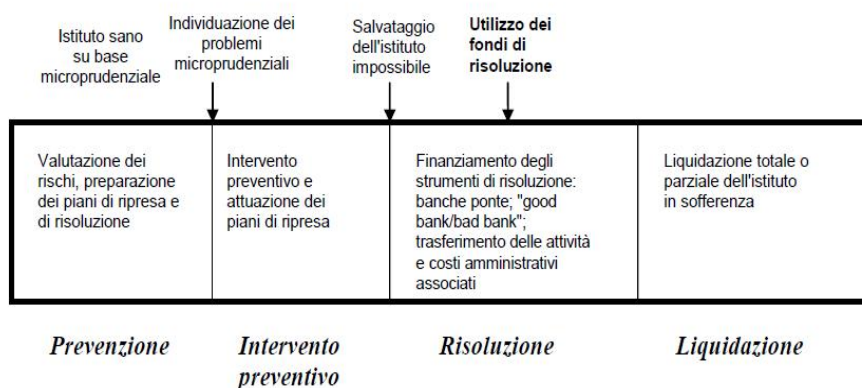 Istituto sano
su base
microprudenziale
Individuazione dei
problemi
microprudenziali
Salvataggio
dell'istituto
impossibile
Utilizzo dei
fondi di
risoluzione
Valutazione dei
rischi, preparazione
dei piani di ripresa e
di risoluzione
Intervento
preventivo e
attuazione dei
piani di ripresa
Finanziamento degli
strumenti di risoluzione:
banche ponte; "good
bank/bad bank";
trasferimento delle attività
e costi amministrativi
associati
Liquidazione totale o
parziale dell'istituto
in sofferenza
Prevenzione
Intervento
preventivo
Risoluzione
Liquidazione